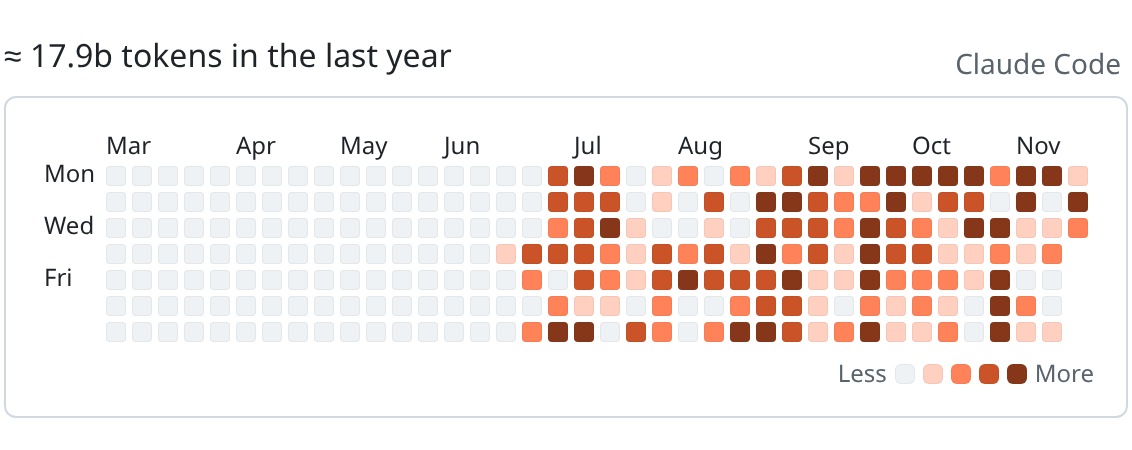 ≈ 17.9b tokens in the last year
Claude Code
Mar Apr May Jun Jul Aug Sep Oct Nov
Mon
Wed
Fri
Less More